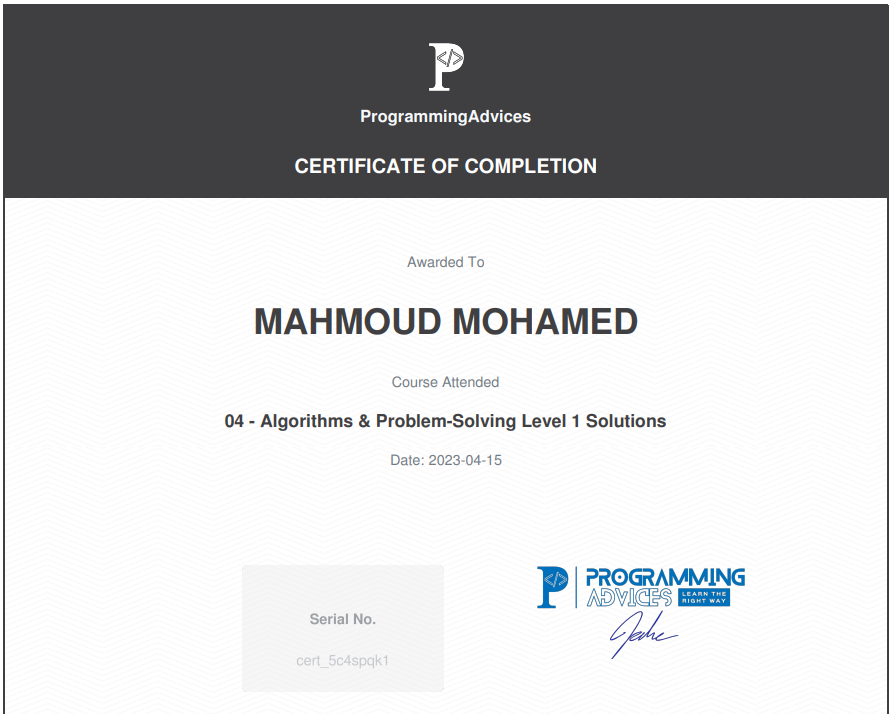 ProgrammingAdvices
CERTIFICATE OF COMPLETION
Awarded To
MAHMOUD MOHAMED
Course Attended
04 - Algorithms & Problem-Solving Level 1 Solutions
Date: 2023-04-15
Serial No.
cert_5c4spqk1
P </> PROGRAMMING
ADVICES LEARN THE
RIGHT WAY